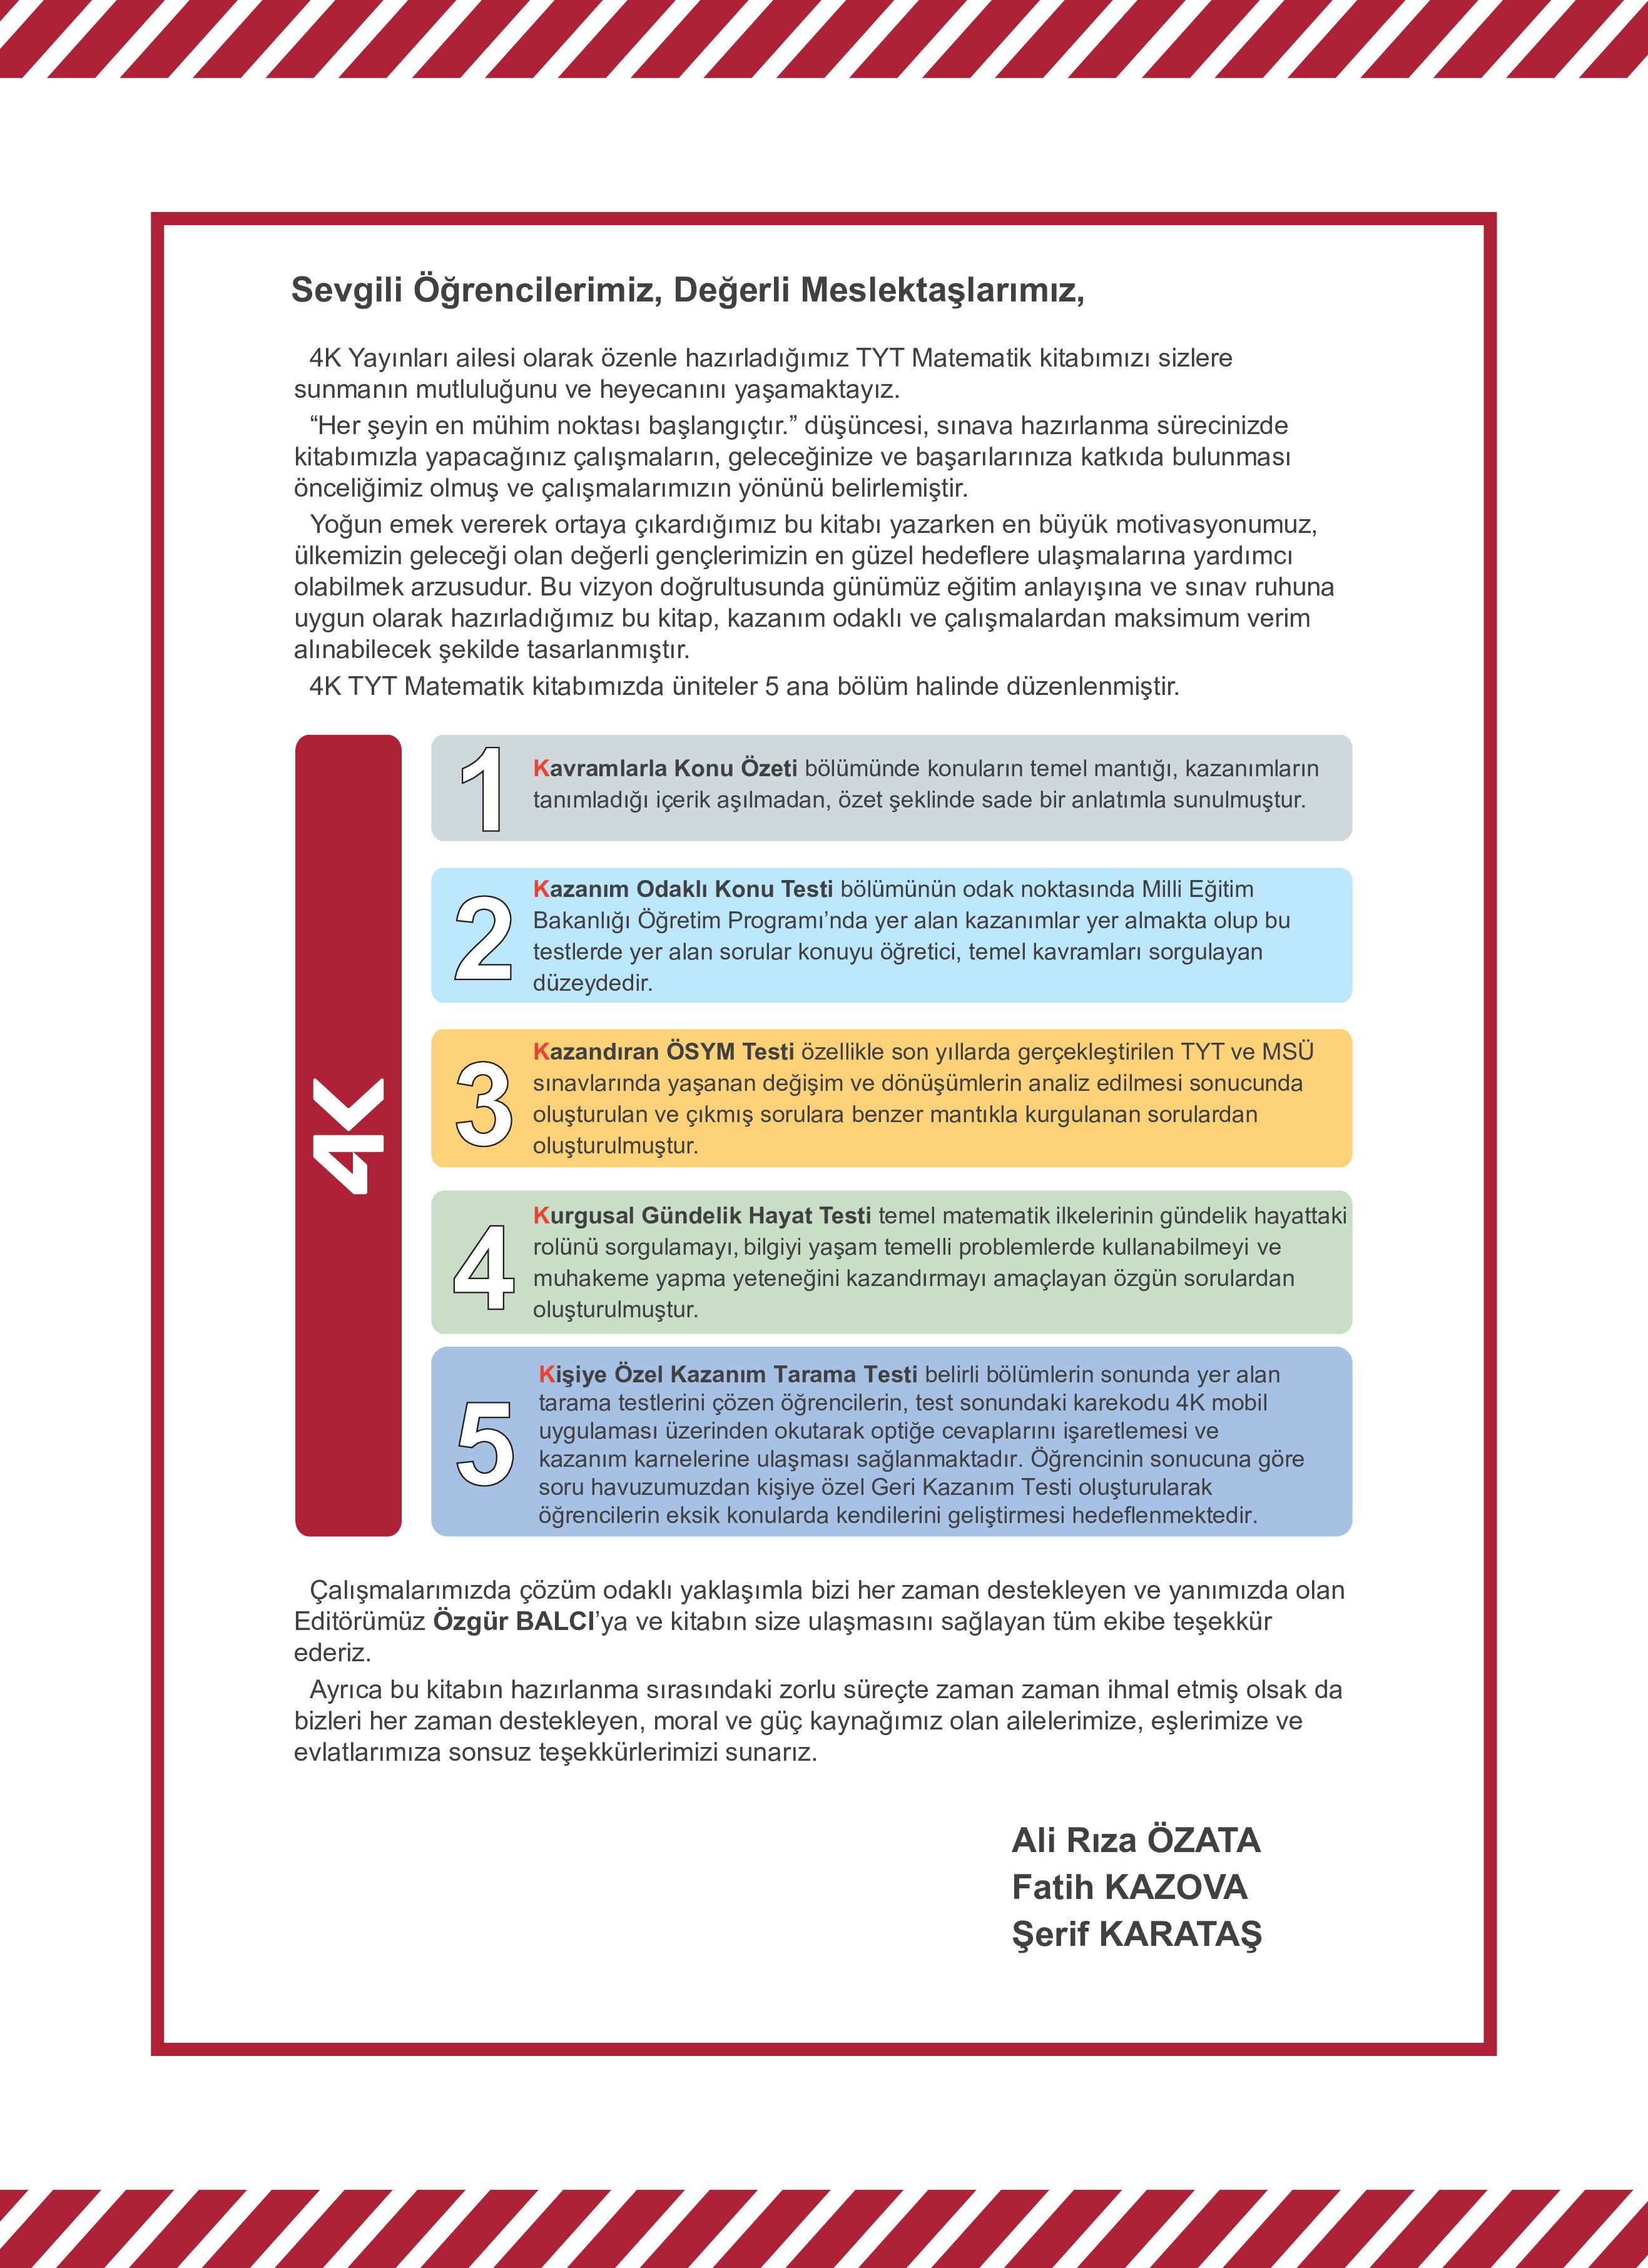 Sevgili Öğrencilerimiz, Değerli Meslektaşlarımız,
4K Yayınları ailesi olarak özenle hazırladığımız TYT Matematik kitabımızı sizlere
sunmanın mutluluğunu ve heyecanını yaşamaktayız.
“Her şeyin en mühim noktası başlangıçtır.” düşüncesi, sınava hazırlanma sürecinizde
kitabımızla yapacağınız çalışmaların, geleceğinize ve başarılarınıza katkıda bulunması
önceliğimiz olmuş ve çalışmalarımızın yönünü belirlemiştir.
Yoğun emek vererek ortaya çıkardığımız bu kitabı yazarken en büyük motivasyonumuz,
ülkemizin geleceği olan değerli gençlerimizin en güzel hedeflere ulaşmalarına yardımcı
olabilmek arzusudur. Bu vizyon doğrultusunda günümüz eğitim anlayışına ve sınav ruhuna
uygun olarak hazırladığımız bu kitap, kazanım odaklı ve çalışmalardan maksimum verim
alınabilecek şekilde tasarlanmıştır.
4K TYT Matematik kitabımızda üniteler 5 ana bölüm halinde düzenlenmiştir.
4K
1
Kavramlarla Konu Özeti bölümünde konuların temel mantığı, kazanımların
tanımladığı içerik aşılmadan, özet şeklinde sade bir anlatımla sunulmuştur.
2
Kazanım Odaklı Konu Testi bölümünün odak noktasında Milli Eğitim
Bakanlığı Öğretim Programı’nda yer alan kazanımlar yer almakta olup bu
testlerde yer alan sorular konuyu öğretici, temel kavramları sorgulayan
düzeydedir.
3
Kazandıran ÖSYM Testi özellikle son yıllarda gerçekleştirilen TYT ve MSÜ
sınavlarında yaşanan değişim ve dönüşümlerin analiz edilmesi sonucunda
oluşturulan ve çıkmış sorulara benzer mantıkla kurgulanan sorulardan
oluşturulmuştur.
4
Kurgusal Gündelik Hayat Testi temel matematik ilkelerinin gündelik hayattaki
rolünü sorgulamayı, bilgiyi yaşam temelli problemlerde kullanabilmeyi ve
muhakeme yapma yeteneğini kazandırmayı amaçlayan özgün sorulardan
oluşturulmuştur.
5
Kişiye Özel Kazanım Tarama Testi belirli bölümlerin sonunda yer alan
tarama testlerini çözen öğrencilerin, test sonundaki karekodu 4K mobil
uygulaması üzerinden okutarak optiğe cevaplarını işaretlemesi ve
kazanım karnelerine ulaşması sağlanmaktadır. Öğrencinin sonucuna göre
soru havuzumuzdan kişiye özel Geri Kazanım Testi oluşturularak
öğrencilerin eksik konularda kendilerini geliştirmesi hedeflenmektedir.
Çalışmalarımızda çözüm odaklı yaklaşımla bizi her zaman destekleyen ve yanımızda olan
Editörümüz Özgür BALCI’ya ve kitabın size ulaşmasını sağlayan tüm ekibe teşekkür
ederiz.
Ayrıca bu kitabın hazırlanma sırasındaki zorlu süreçte zaman zaman ihmal etmiş olsak da
bizleri her zaman destekleyen, moral ve güç kaynağımız olan ailelerimize, eşlerimize ve
evlatlarımıza sonsuz teşekkürlerimizi sunarız.
Ali Rıza ÖZATA
Fatih KAZOVA
Şerif KARATAŞ